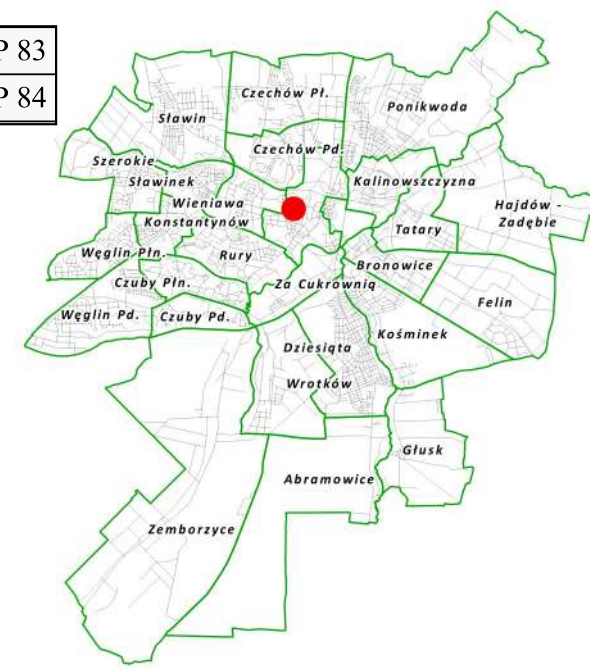 P 83
P 84
Czechów Pł.
Ponikwoda
Sławin
Czechów Pd.
Szerokie
Sławinek
Kalinowszczyzna
Wieniawa
Hajdów -
Zadębie
Konstantynów
Tatary
Węglin Płn.
Rury
Bronowice
Czuby Płn.
Za Cukrownią
Felin
Węglin Pd.
Czuby Pd.
Kośminek
Dziesiąta
Wrotków
Głusk
Abramowice
Zemborzyce